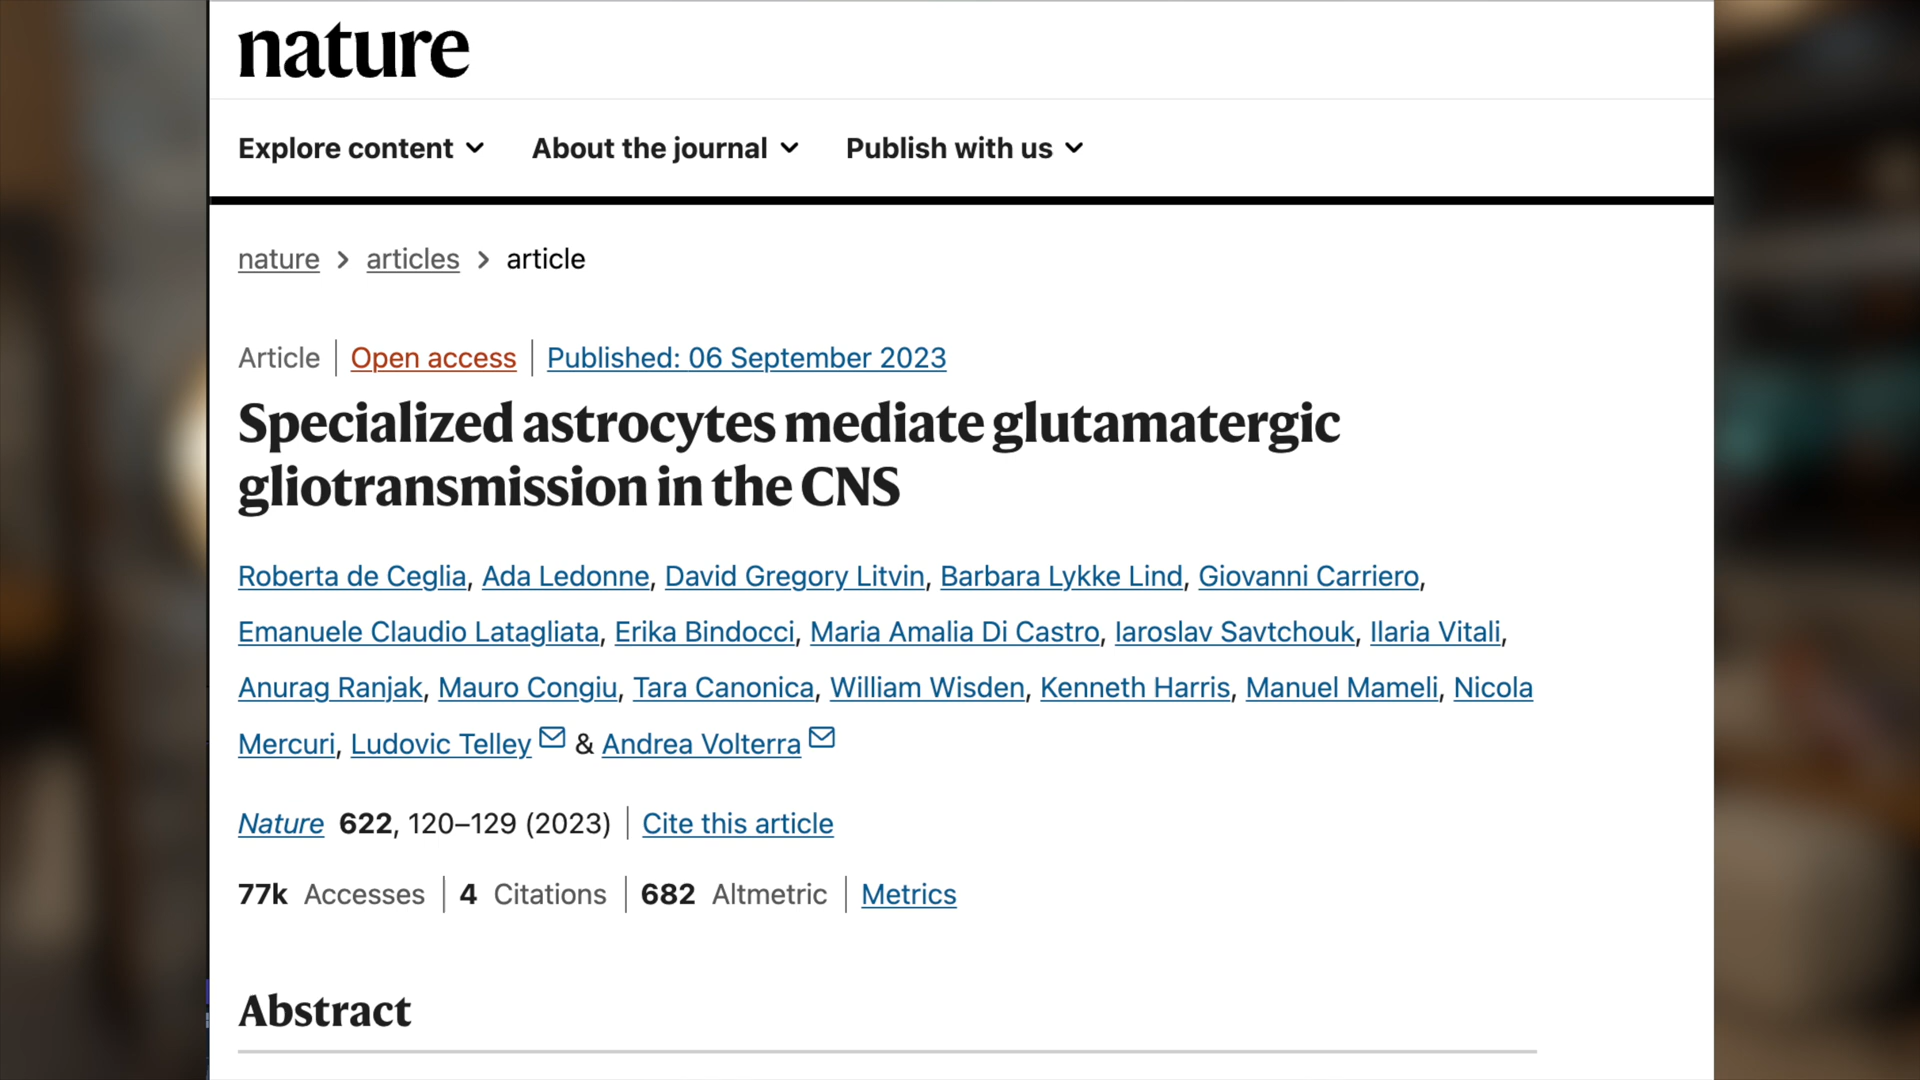 nature
Explore content About the journal Publish with us
nature > articles > article
Article | Open access | Published: 06 September 2023
Specialized astrocytes mediate glutamatergic
gliotransmission in the CNS
Roberta de Ceglia, Ada Ledonne, David Gregory Litvin, Barbara Lykke Lind, Giovanni Carriero,
Emanuele Claudio Latagliata, Erika Bindocci, Maria Amalia Di Castro, Iaroslav Savtchouk, Ilaria Vitali,
Anurag Ranjak, Mauro Congiu, Tara Canonica, William Wisden, Kenneth Harris, Manuel Mameli, Nicola
Mercuri, Ludovic Telley & Andrea Volterra
Nature 622, 120–129 (2023) | Cite this article
77k Accesses | 4 Citations | 682 Altmetric | Metrics
Abstract